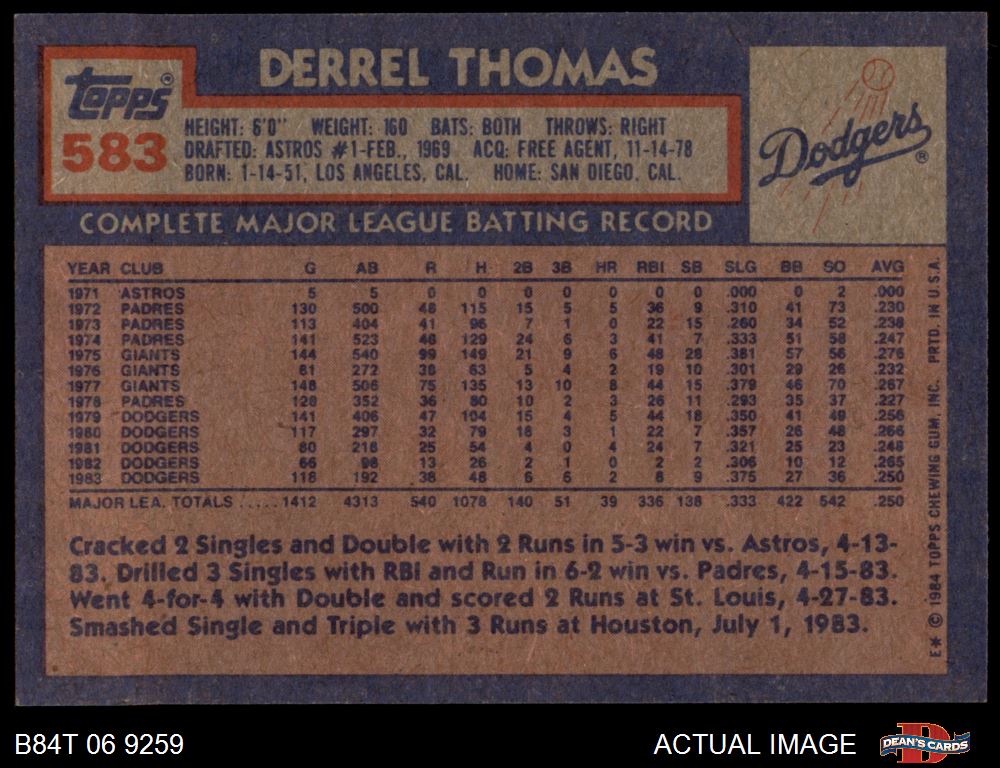 DERREL THOMAS
Topps®
583
HEIGHT: 6'0" WEIGHT: 160 BATS: BOTH THROWS: RIGHT
DRAFTED: ASTROS #1-FEB., 1969 ACQ: FREE AGENT, 11-14-78
BORN: 1-14-51, LOS ANGELES, CAL. HOME: SAN DIEGO, CAL.
Dodgers®
COMPLETE MAJOR LEAGUE BATTING RECORD
YEAR CLUB G AB R H 2B 3B HR RBI SB SLG BB SO AVG
1971 ASTROS 5 5 0 0 0 0 0 0 0 .000 0 2 .000
1972 PADRES 130 500 48 115 15 5 5 36 9 .310 41 73 .230
1973 PADRES 113 404 41 96 7 1 0 22 15 .260 34 52 .238
1974 PADRES 141 523 48 129 24 6 3 41 7 .333 51 58 .247
1975 GIANTS 144 540 99 149 21 9 6 48 28 .381 57 56 .276
1976 GIANTS 81 272 38 63 5 4 2 19 10 .301 29 26 .232
1977 GIANTS 148 506 75 135 13 10 8 44 15 .379 46 70 .267
1978 PADRES 128 352 36 80 10 2 3 26 11 .293 35 37 .227
1979 DODGERS 141 406 47 104 15 4 5 44 18 .350 41 49 .256
1980 DODGERS 117 297 32 79 18 3 1 22 7 .357 26 48 .266
1981 DODGERS 80 218 25 54 4 0 4 24 7 .321 25 23 .248
1982 DODGERS 66 98 13 26 2 1 0 2 2 .306 10 12 .265
1983 DODGERS 118 192 38 48 6 6 2 8 9 .375 27 36 .250
MAJOR LEA. TOTALS ..... 1412 4313 540 1078 140 51 39 336 138 .333 422 542 .250
Cracked 2 Singles and Double with 2 Runs in 5-3 win vs. Astros, 4-13-
83. Drilled 3 Singles with RBI and Run in 6-2 win vs. Padres, 4-15-83.
Went 4-for-4 with Double and scored 2 Runs at St. Louis, 4-27-83.
Smashed Single and Triple with 3 Runs at Houston, July 1, 1983.
E* © 1984 TOPPS CHEWING GUM, INC. PRTD. IN U.S.A.
B84T 06 9259
ACTUAL IMAGE
DEAN'S CARDS